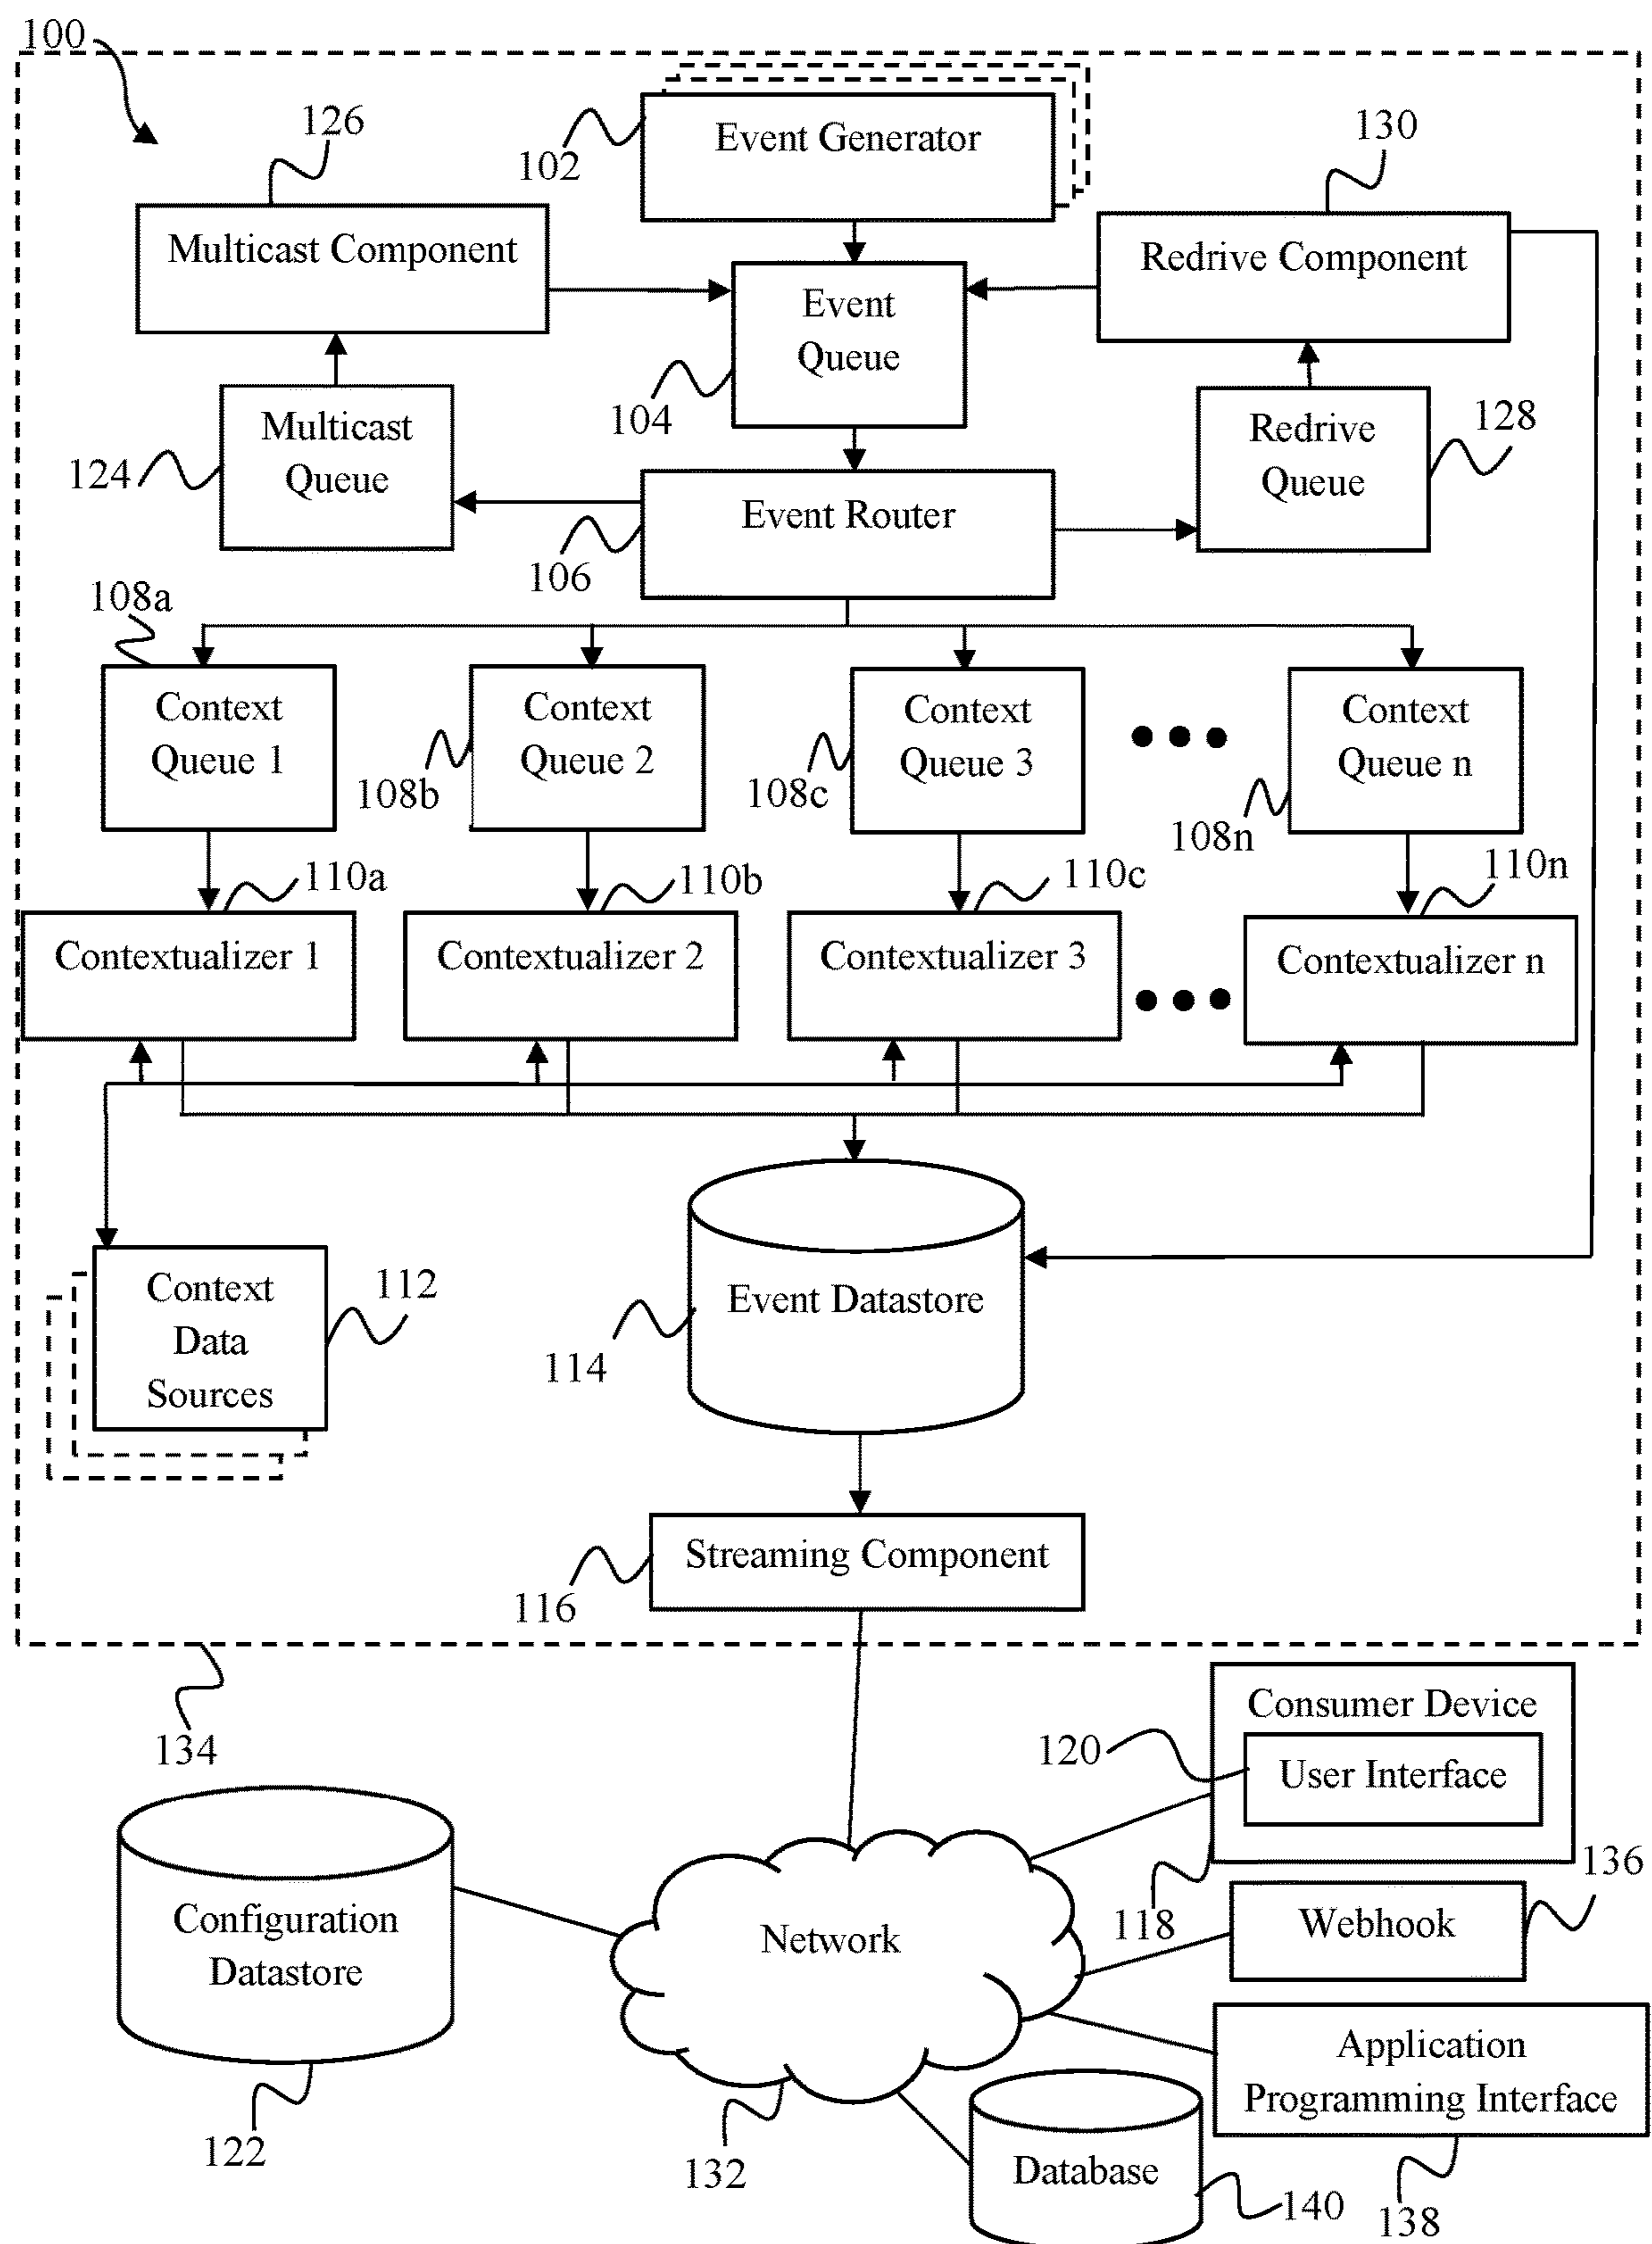 100
126
Event Generator
102
130
Multicast Component
Redrive Component
Event
Queue
104
Multicast
Queue
124
Redrive
Queue
128
Event Router
106
108a
Context
Queue 1
Context
Queue 2
108b
Context
Queue 3
108c
Context
Queue n
108n
110a
110b
110c
110n
Contextualizer 1
Contextualizer 2
Contextualizer 3
Contextualizer n
Context
Data
Sources
112
Event Datastore
114
Streaming Component
116
134
Consumer Device
120
User Interface
118
136
Webhook
Configuration
Datastore
122
Network
132
Application
Programming Interface
138
Database
140